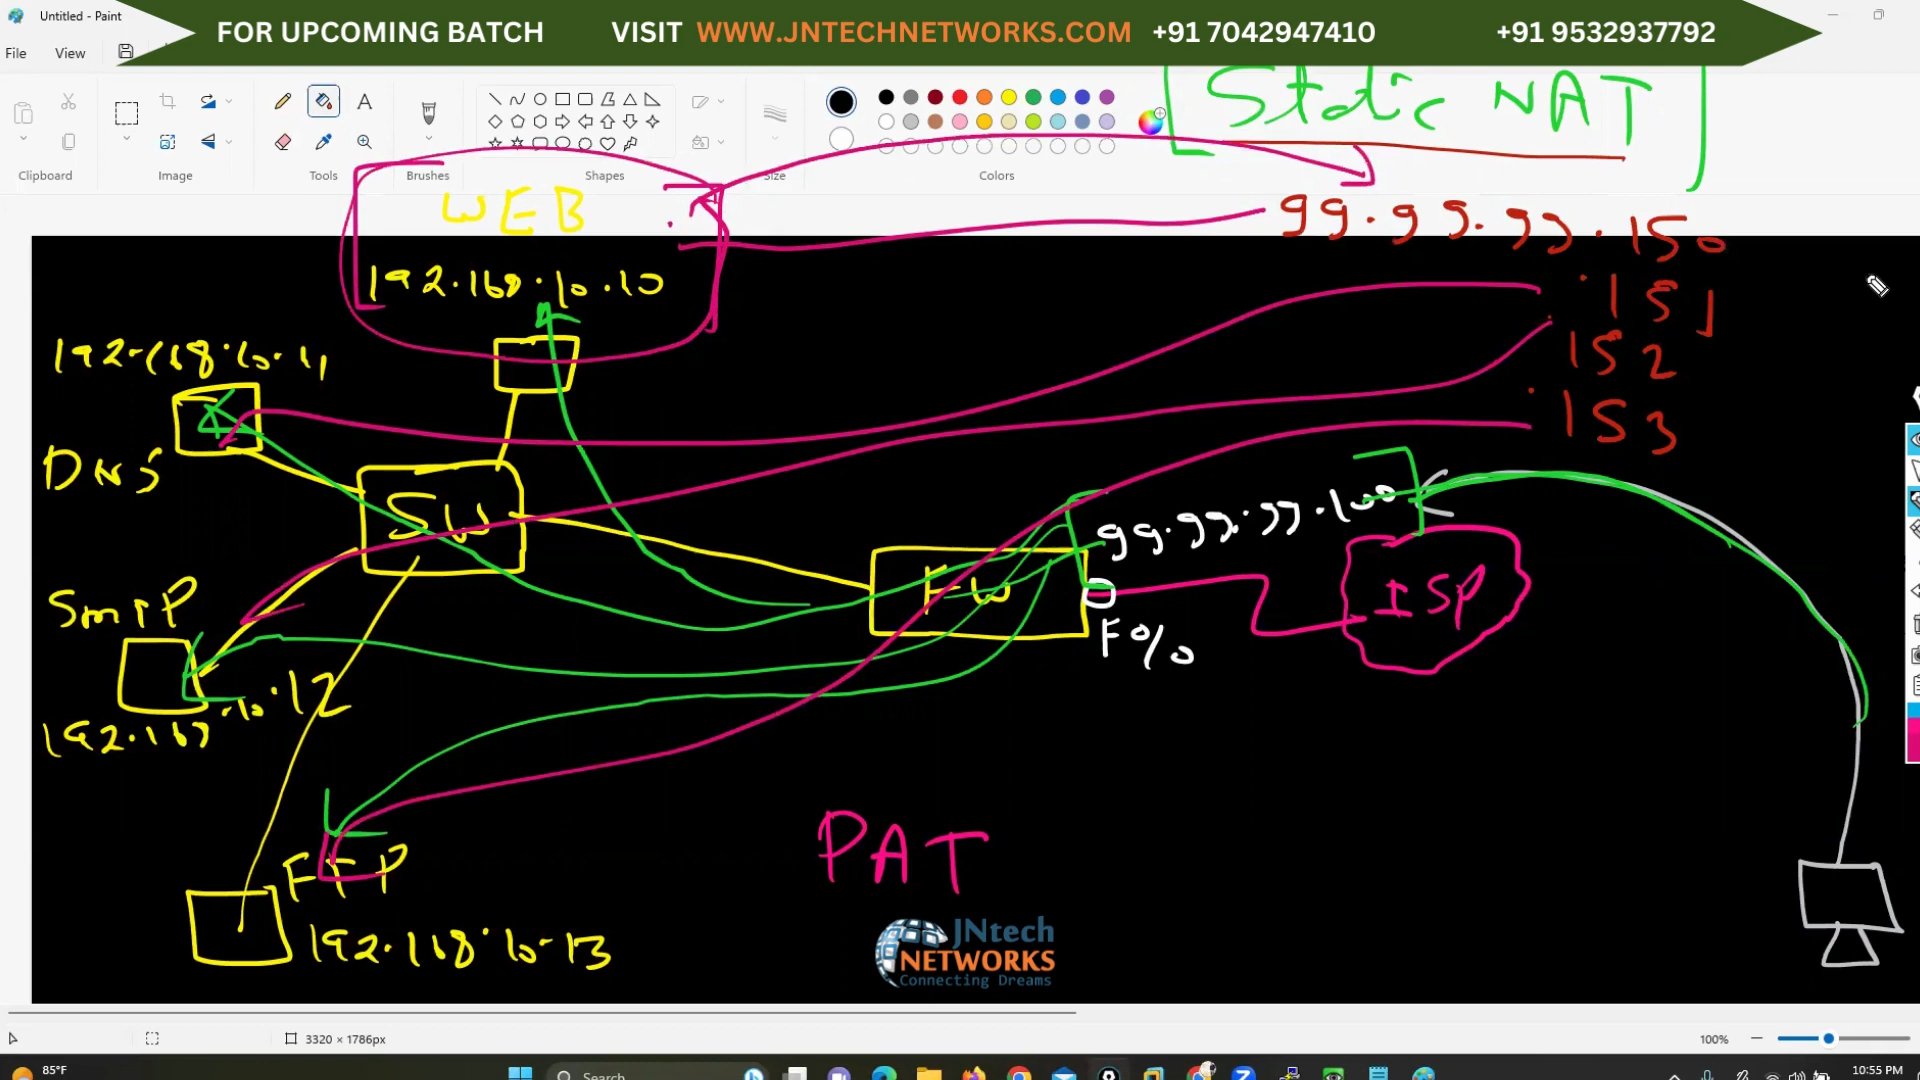 Untitled - Paint
FOR UPCOMING BATCH VISIT WWW.JNTECHNETWORKS.COM +91 7042947410 +91 9532937792
File View
Clipboard Image Tools Brushes Shapes Size Colors
Static NAT
WEB
99.99.99.150
192.168.10.10
.151
192.168.10.11
.152
.153
DNS
SW
99.99.99.100
FW
ISP
SMTP
F0/0
192.168.10.12
PAT
FTP
192.168.10.13
JNtech
NETWORKS
Connecting Dreams
3320 × 1786px
100%
85°F
Search
10:55 PM